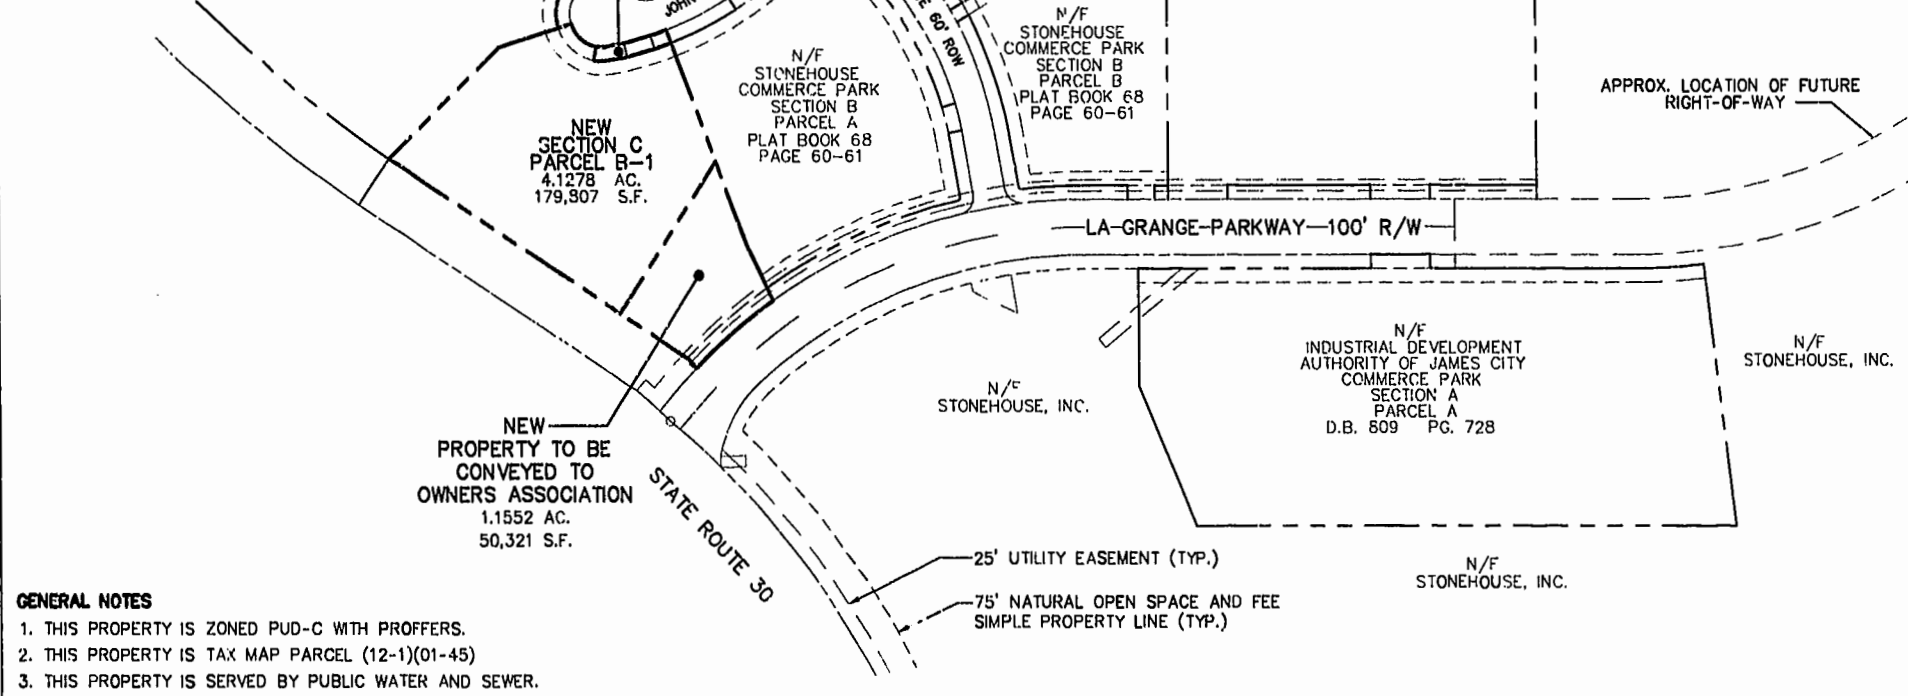 JOHN
E 60' ROW
N/F
STONEHOUSE
COMMERCE PARK
SECTION B
PARCEL A
PLAT BOOK 68
PAGE 60-61
N/F
STONEHOUSE
COMMERCE PARK
SECTION B
PARCEL B
PLAT BOOK 68
PAGE 60-61
APPROX. LOCATION OF FUTURE
RIGHT-OF-WAY
NEW
SECTION C
PARCEL B-1
4.1278 AC.
179,807 S.F.
LA-GRANGE-PARKWAY-100' R/W
N/F
INDUSTRIAL DEVELOPMENT
AUTHORITY OF JAMES CITY
COMMERCE PARK
SECTION A
PARCEL A
D.B. 809 PG. 728
N/F
STONEHOUSE, INC.
N/F
STONEHOUSE, INC.
NEW
PROPERTY TO BE
CONVEYED TO
OWNERS ASSOCIATION
1.1552 AC.
50,321 S.F.
STATE ROUTE 30
25' UTILITY EASEMENT (TYP.)
75' NATURAL OPEN SPACE AND FEE
SIMPLE PROPERTY LINE (TYP.)
N/F
STONEHOUSE, INC.
GENERAL NOTES
1. THIS PROPERTY IS ZONED PUD-C WITH PROFFERS.
2. THIS PROPERTY IS TAX MAP PARCEL (12-1)(01-45)
3. THIS PROPERTY IS SERVED BY PUBLIC WATER AND SEWER.